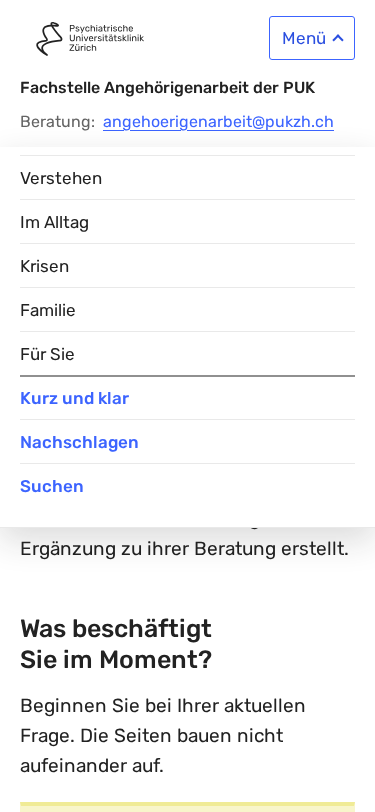 Psychiatrische
Universitätsklinik
Zürich
Menü
Fachstelle Angehörigenarbeit der PUK
Beratung: angehoerigenarbeit@pukzh.ch
Verstehen
Im Alltag
Krisen
Familie
Für Sie
Kurz und klar
Nachschlagen
Suchen
Ergänzung zu ihrer Beratung erstellt.
Was beschäftigt
Sie im Moment?
Beginnen Sie bei Ihrer aktuellen
Frage. Die Seiten bauen nicht
aufeinander auf.